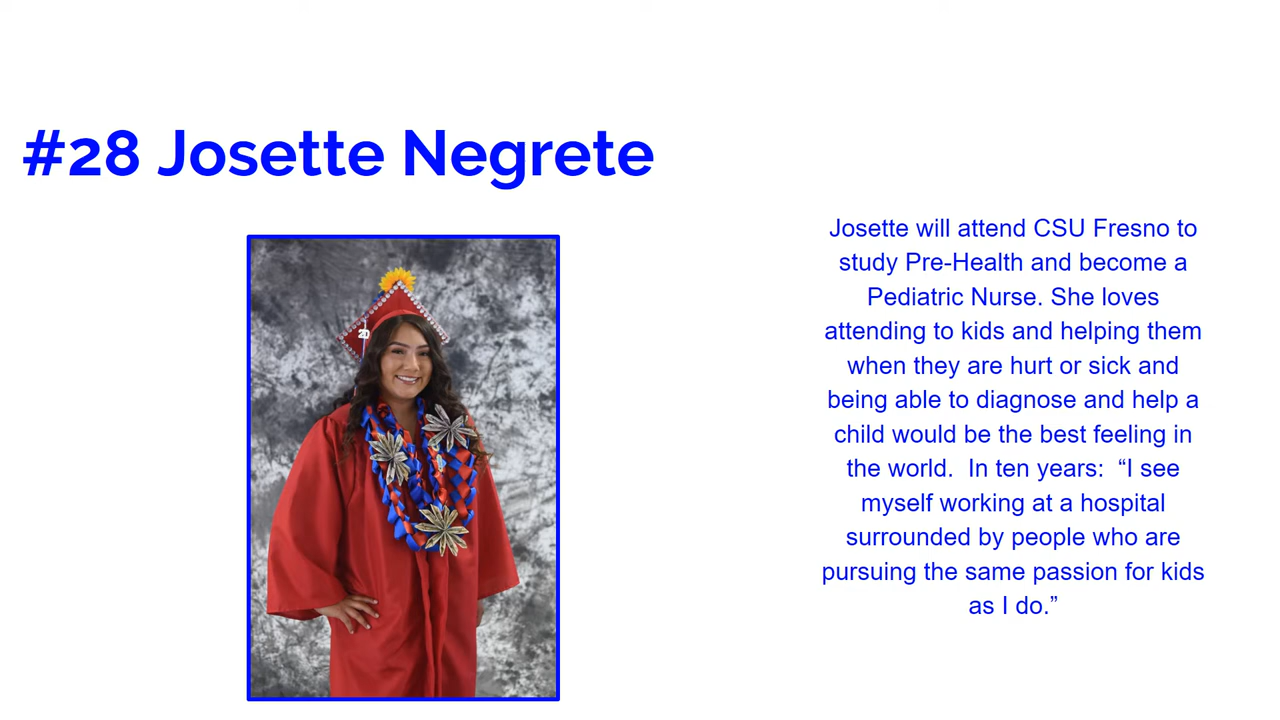 #28 Josette Negrete
Josette will attend CSU Fresno to
study Pre-Health and become a
Pediatric Nurse. She loves
attending to kids and helping them
when they are hurt or sick and
being able to diagnose and help a
child would be the best feeling in
the world.  In ten years:  “I see
myself working at a hospital
surrounded by people who are
pursuing the same passion for kids
as I do.”